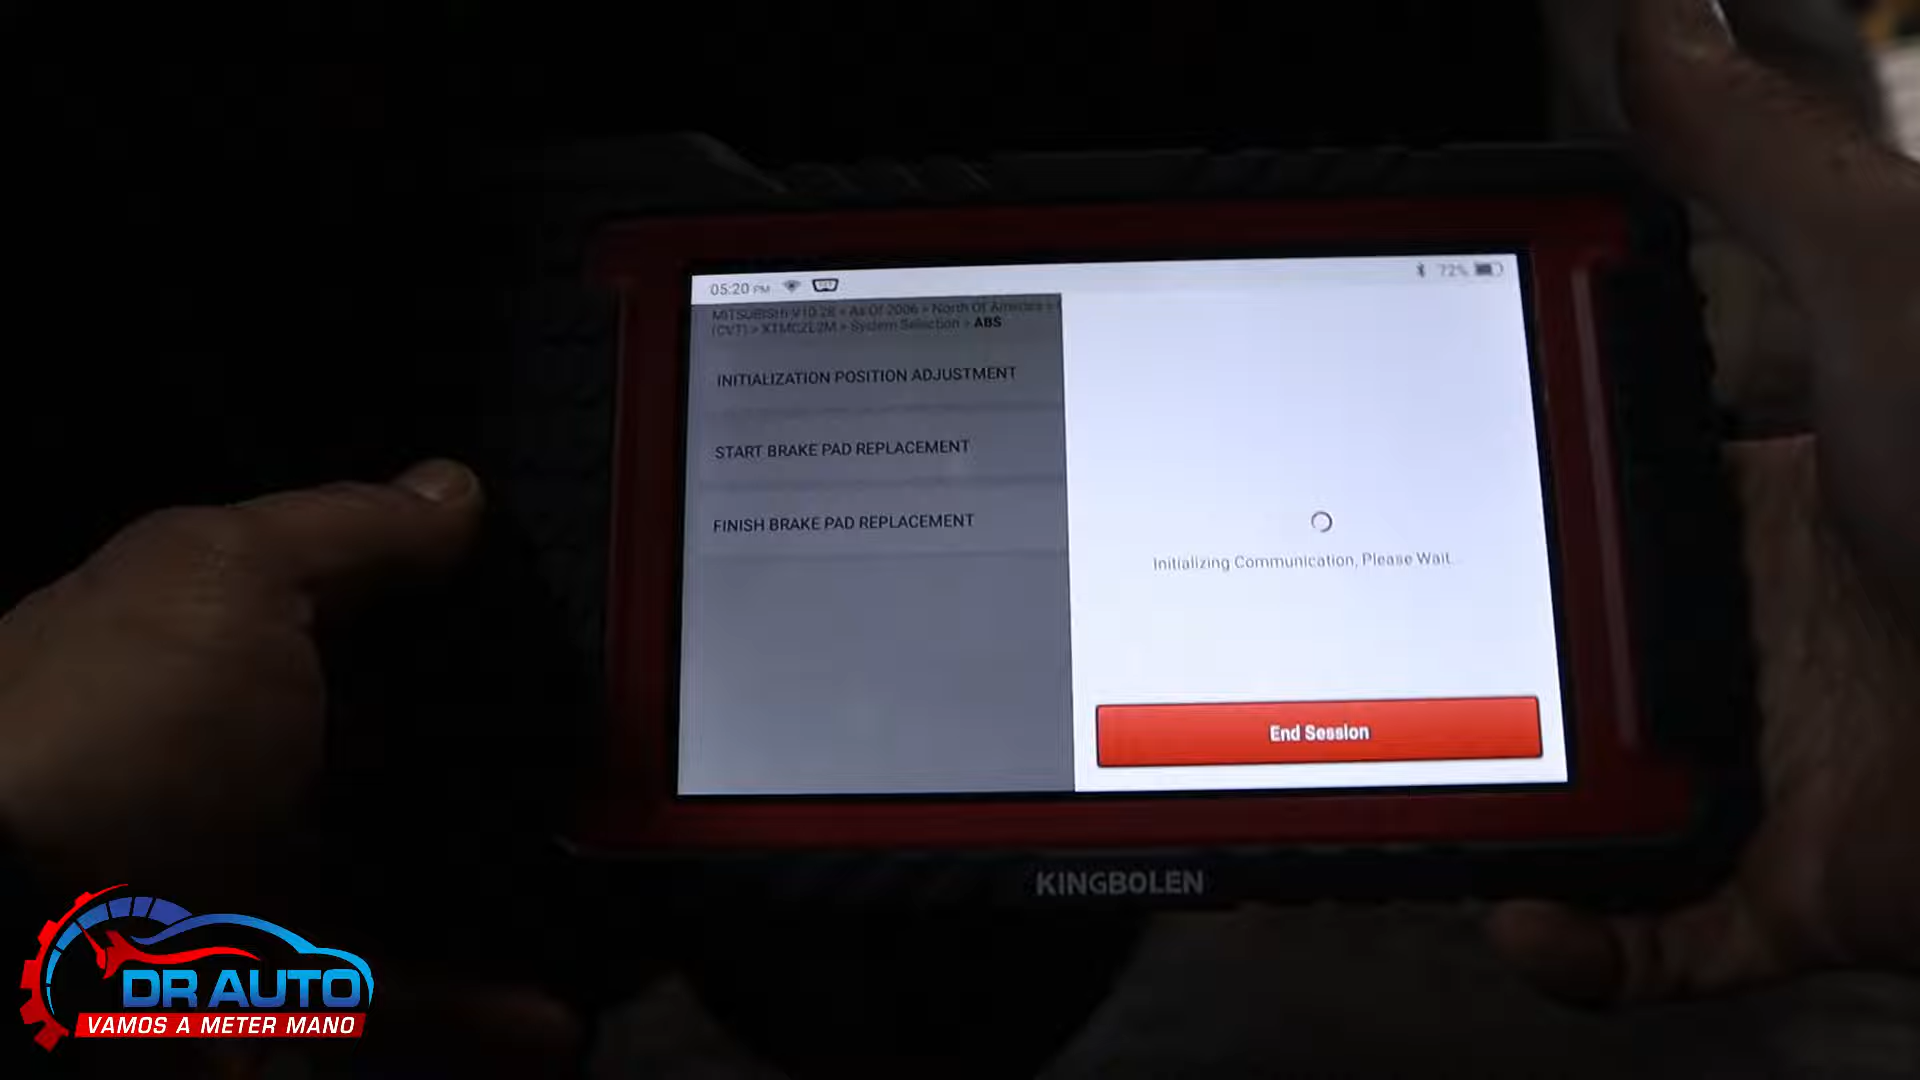 05:20 PM
72%
MITSUBISHI V10.28 > As Of 2006 > North Of America >
(CVT) > XTMCZL2M > System Selection > ABS
INITIALIZATION POSITION ADJUSTMENT
START BRAKE PAD REPLACEMENT
FINISH BRAKE PAD REPLACEMENT
Initializing Communication, Please Wait...
End Session
KINGBOLEN
DR AUTO
VAMOS A METER MANO